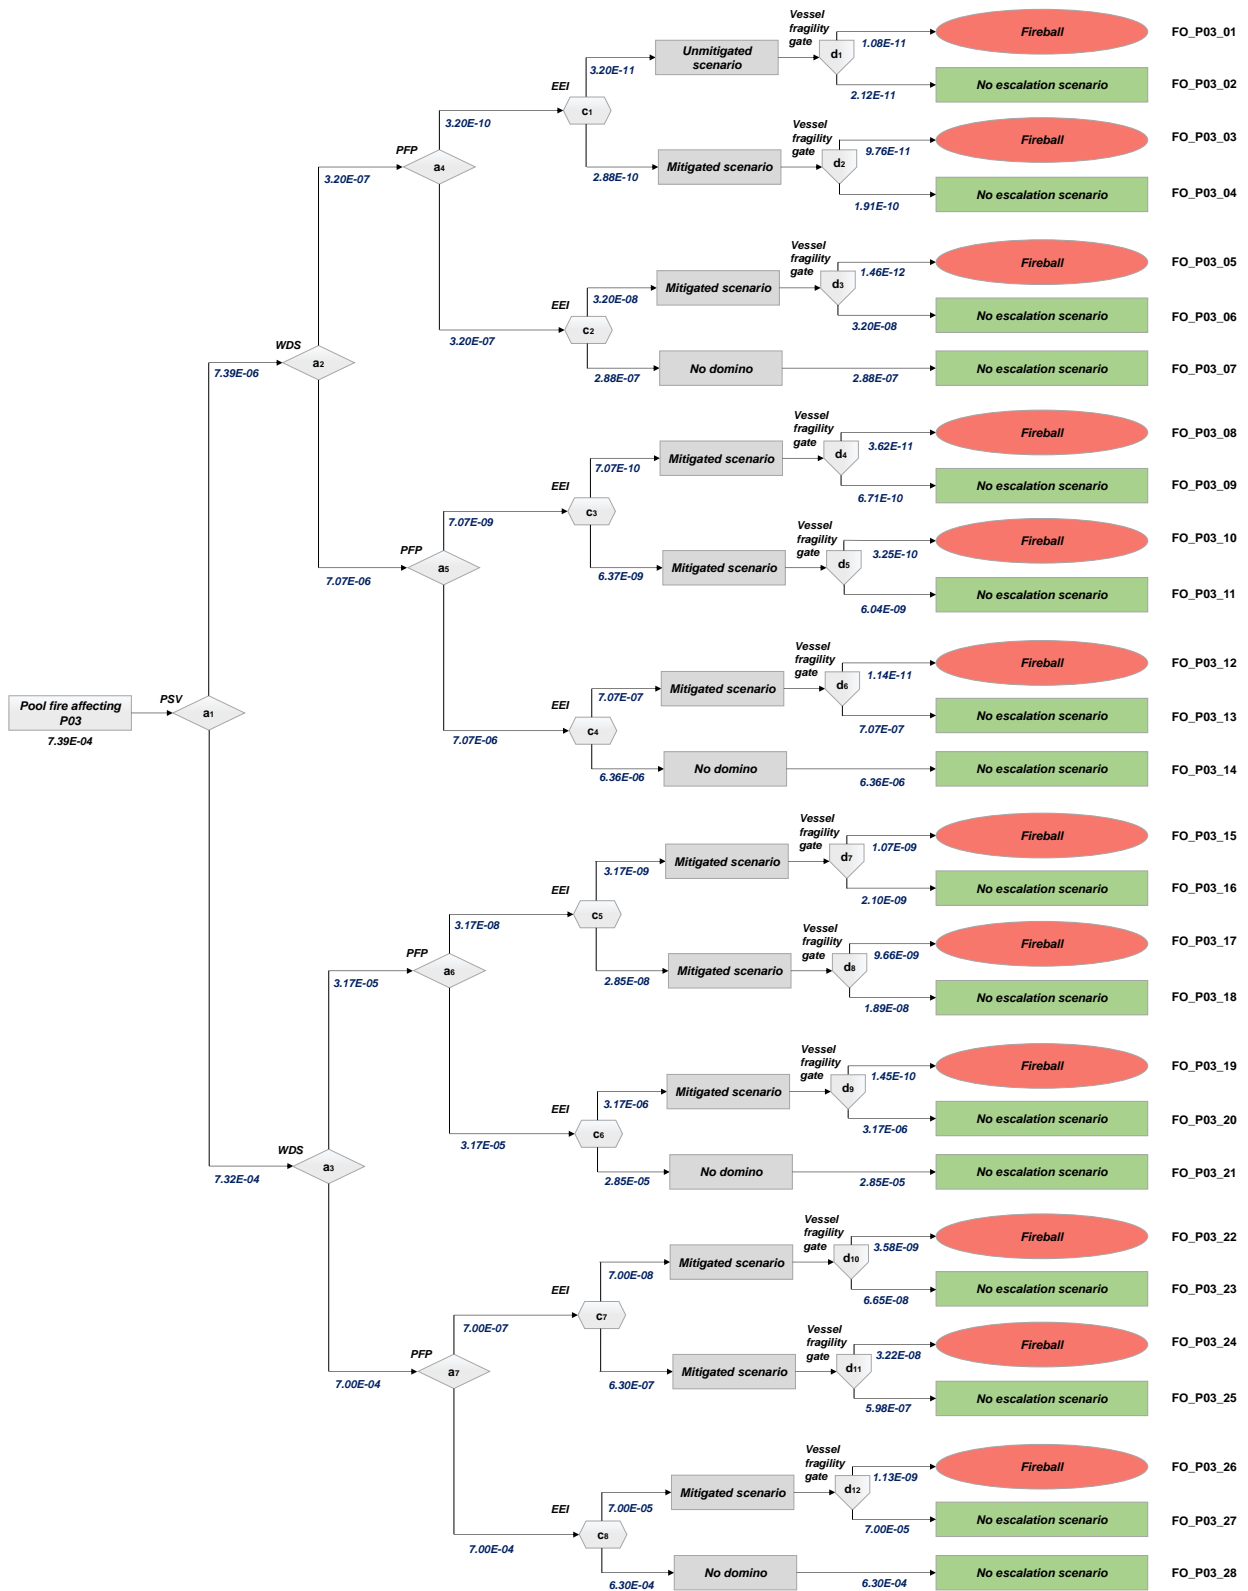 Vessel
fragility
gate
d1
1.08E-11
Fireball
FO_P03_01
Unmitigated
scenario
EEI
3.20E-11
2.12E-11
No escalation scenario
FO_P03_02
c1
3.20E-10
Vessel
fragility
gate
d2
9.76E-11
Fireball
FO_P03_03
PFP
a4
Mitigated scenario
2.88E-10
3.20E-07
1.91E-10
No escalation scenario
FO_P03_04
Vessel
fragility
gate
d3
1.46E-12
Fireball
FO_P03_05
Mitigated scenario
EEI
3.20E-08
3.20E-08
No escalation scenario
FO_P03_06
c2
3.20E-07
WDS
a2
7.39E-06
No domino
2.88E-07
2.88E-07
No escalation scenario
FO_P03_07
Vessel
fragility
gate
d4
3.62E-11
Fireball
FO_P03_08
Mitigated scenario
EEI
7.07E-10
6.71E-10
No escalation scenario
FO_P03_09
c3
7.07E-09
Vessel
fragility
gate
d5
3.25E-10
Fireball
FO_P03_10
PFP
a5
Mitigated scenario
6.37E-09
7.07E-06
6.04E-09
No escalation scenario
FO_P03_11
Vessel
fragility
gate
d6
1.14E-11
Fireball
FO_P03_12
Mitigated scenario
EEI
7.07E-07
7.07E-07
No escalation scenario
FO_P03_13
c4
7.07E-06
PSV
a1
Pool fire affecting
P03
7.39E-04
No domino
6.36E-06
6.36E-06
No escalation scenario
FO_P03_14
Vessel
fragility
gate
d7
1.07E-09
Fireball
FO_P03_15
Mitigated scenario
EEI
3.17E-09
2.10E-09
No escalation scenario
FO_P03_16
c5
3.17E-08
Vessel
fragility
gate
d8
9.66E-09
Fireball
FO_P03_17
PFP
a6
Mitigated scenario
2.85E-08
3.17E-05
1.89E-08
No escalation scenario
FO_P03_18
Vessel
fragility
gate
d9
1.45E-10
Fireball
FO_P03_19
Mitigated scenario
EEI
3.17E-06
3.17E-06
No escalation scenario
FO_P03_20
c6
3.17E-05
WDS
a3
7.32E-04
No domino
2.85E-05
2.85E-05
No escalation scenario
FO_P03_21
Vessel
fragility
gate
d10
3.58E-09
Fireball
FO_P03_22
Mitigated scenario
EEI
7.00E-08
6.65E-08
No escalation scenario
FO_P03_23
c7
7.00E-07
Vessel
fragility
gate
d11
3.22E-08
Fireball
FO_P03_24
PFP
a7
Mitigated scenario
6.30E-07
7.00E-04
5.98E-07
No escalation scenario
FO_P03_25
Vessel
fragility
gate
d12
1.13E-09
Fireball
FO_P03_26
Mitigated scenario
EEI
7.00E-05
7.00E-05
No escalation scenario
FO_P03_27
c8
7.00E-04
No domino
6.30E-04
6.30E-04
No escalation scenario
FO_P03_28